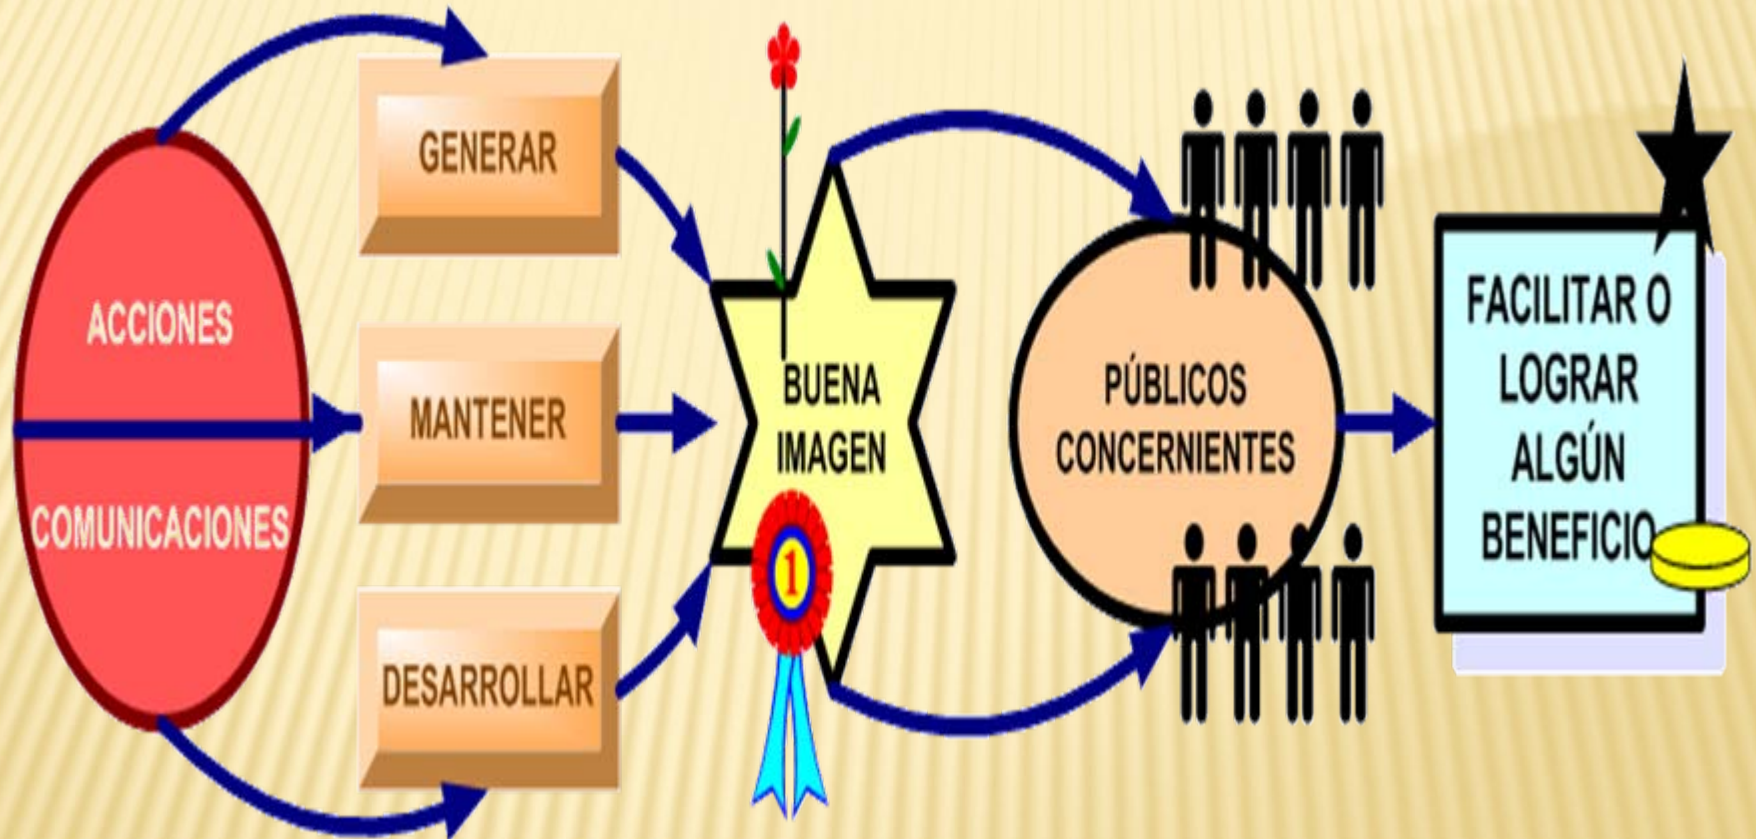 ACCIONES
COMUNICACIONES
GENERAR
MANTENER
DESARROLLAR
BUENA
IMAGEN
1
PÚBLICOS
CONCERNIENTES
FACILITAR O
LOGRAR
ALGÚN
BENEFICIO